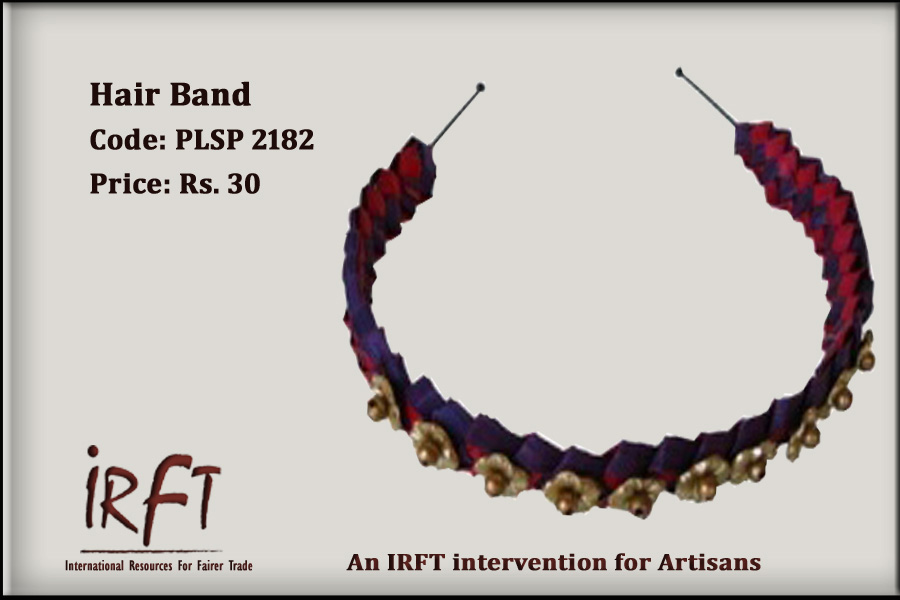 Hair Band
Code: PLSP 2182
Price: Rs. 30
iRFT
International Resources For Fairer Trade
An IRFT intervention for Artisans